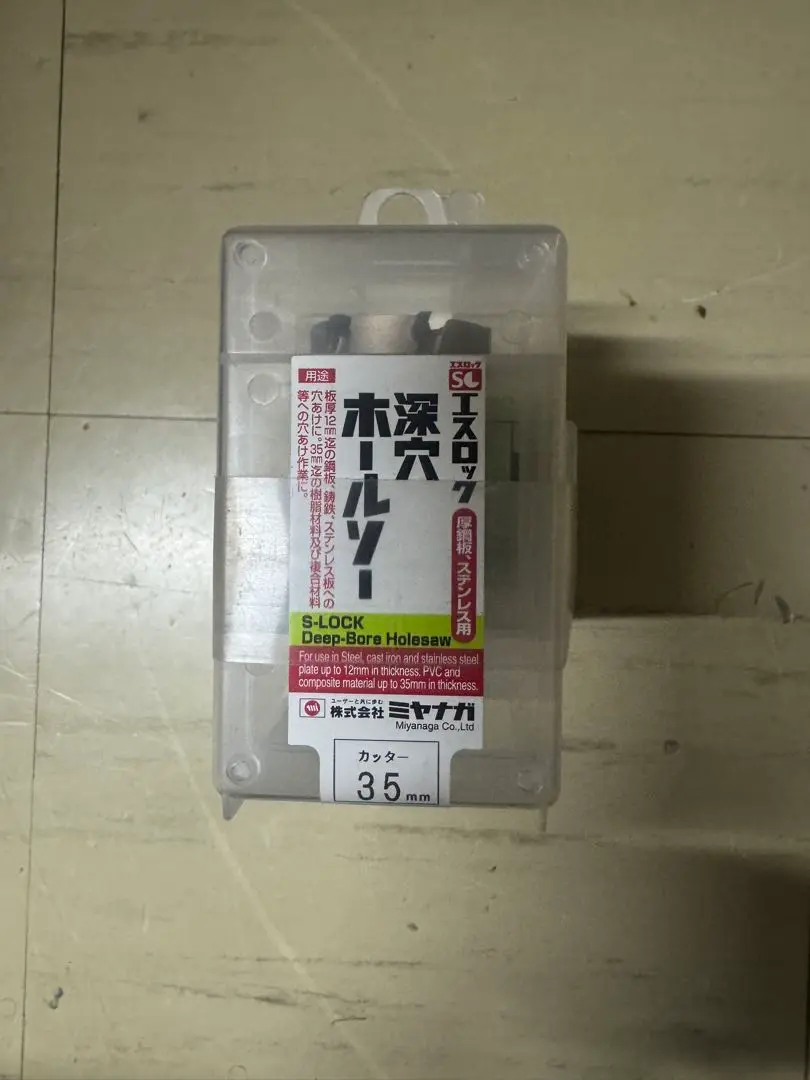 エスロック
SL
エスロック
厚鋼板、ステンレス用
深穴
ホールソー
用途
板厚12㎜迄の鋼板、鋳鉄、ステンレス板への
穴あけに。35㎜迄の樹脂材料及び複合材料
等への穴あけ作業に。
S-LOCK
Deep-Bore Holesaw
For use in Steel, cast iron and stainless steel
plate up to 12mm in thickness. PVC and
composite material up to 35mm in thickness.
ユーザーと共に歩む
株式会社 ミヤナガ
Miyanaga Co.,Ltd
カッター
35mm